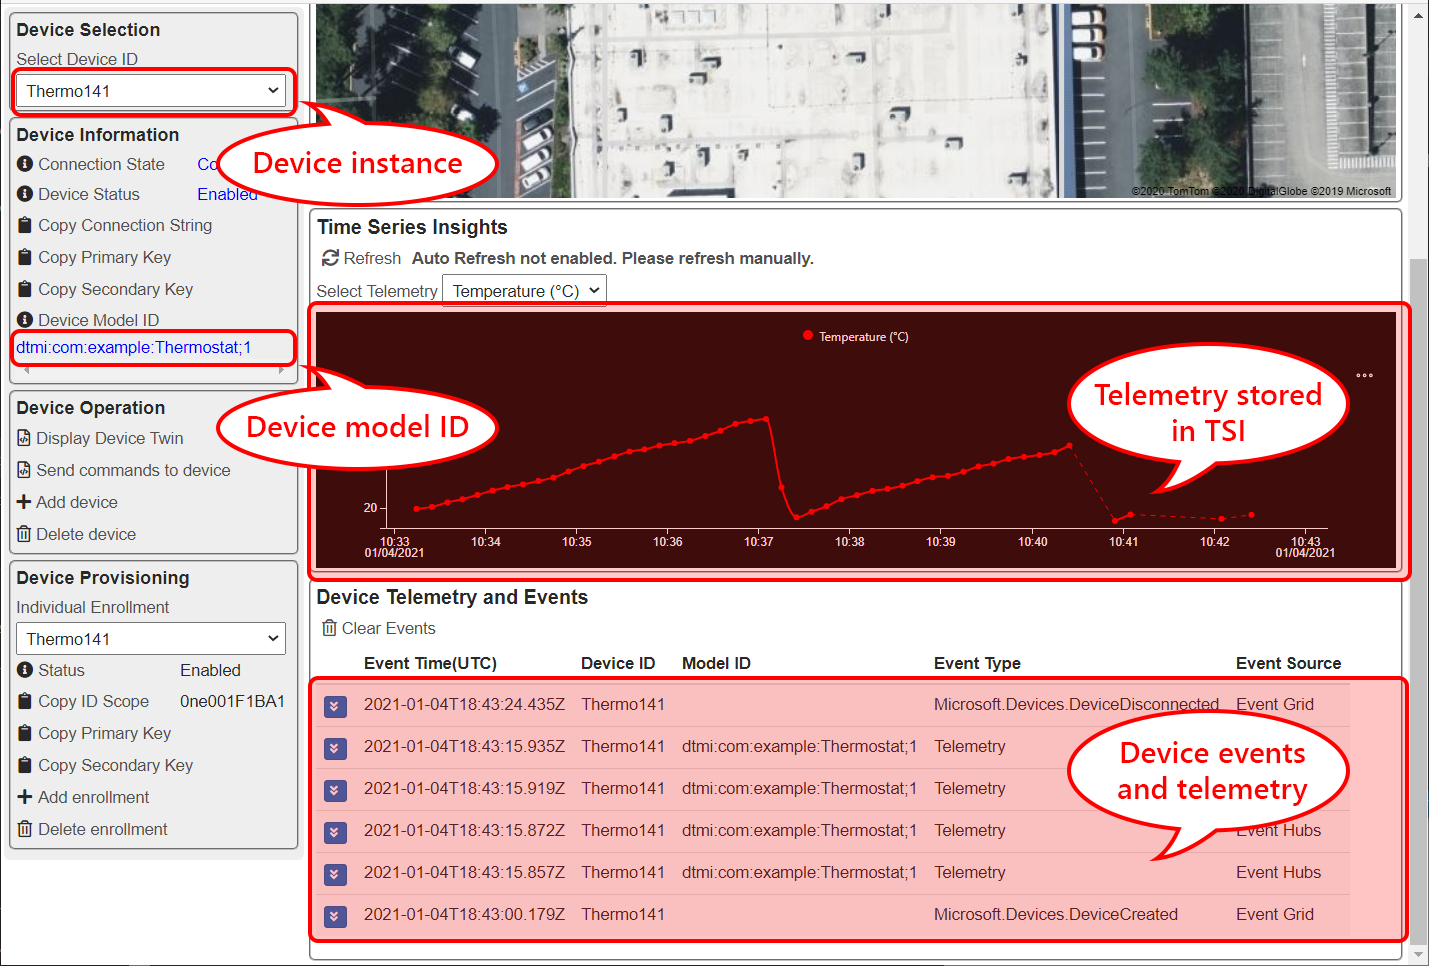 Device Selection
Select Device ID
Thermo141
Device Information
Connection State Co
Device Status Enabled
Copy Connection String
Copy Primary Key
Copy Secondary Key
Device Model ID
dtmi:com:example:Thermostat;1
Device Operation
Display Device Twin
Send commands to device
Add device
Delete device
Device Provisioning
Individual Enrollment
Thermo141
Status Enabled
Copy ID Scope 0ne001F1BA1
Copy Primary Key
Copy Secondary Key
Add enrollment
Delete enrollment
Device instance
Device model ID
©2020 TomTom ©2020 DigitalGlobe ©2019 Microsoft
Time Series Insights
Refresh Auto Refresh not enabled. Please refresh manually.
Select Telemetry Temperature (°C)
Temperature (°C)
Telemetry stored
in TSI
20
10:33 10:34 10:35 10:36 10:37 10:38 10:39 10:40 10:41 10:42 10:43
01/04/2021 01/04/2021
Device Telemetry and Events
Clear Events
Event Time(UTC) Device ID Model ID Event Type Event Source
2021-01-04T18:43:24.435Z Thermo141 Microsoft.Devices.DeviceDisconnected Event Grid
2021-01-04T18:43:15.935Z Thermo141 dtmi:com:example:Thermostat;1 Telemetry
2021-01-04T18:43:15.919Z Thermo141 dtmi:com:example:Thermostat;1 Telemetry
2021-01-04T18:43:15.872Z Thermo141 dtmi:com:example:Thermostat;1 Telemetry Event Hubs
2021-01-04T18:43:15.857Z Thermo141 dtmi:com:example:Thermostat;1 Telemetry Event Hubs
2021-01-04T18:43:00.179Z Thermo141 Microsoft.Devices.DeviceCreated Event Grid
Device events
and telemetry